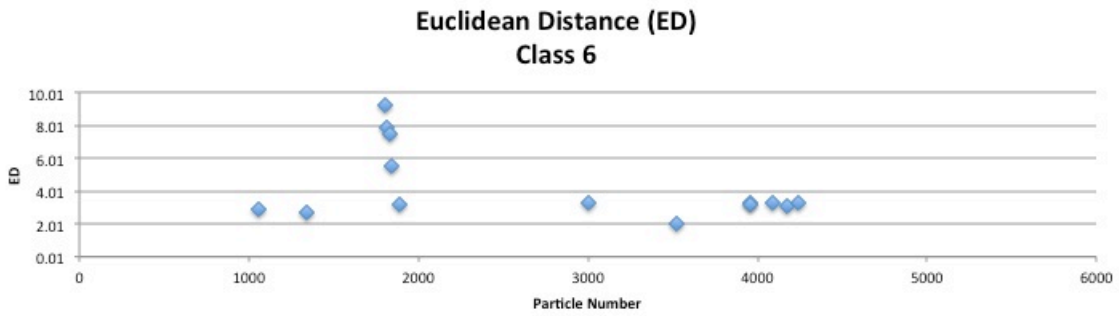 Euclidean Distance (ED)
Class 6
10.01
8.01
6.01
4.01
2.01
0.01
ED
0 1000 2000 3000 4000 5000 6000
Particle Number